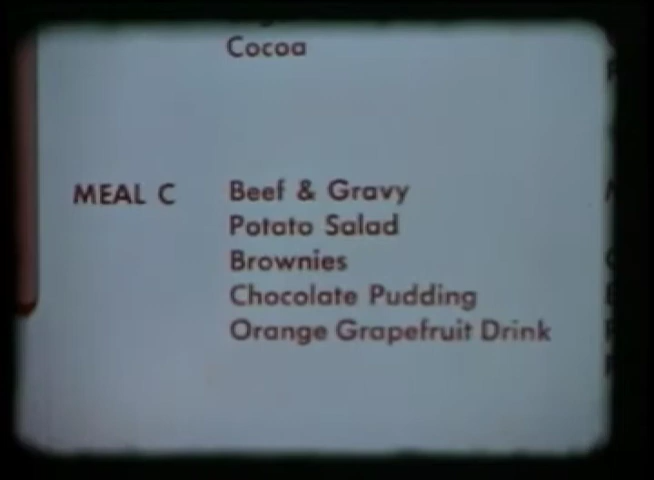 Cocoa
MEAL C Beef & Gravy
Potato Salad
Brownies
Chocolate Pudding
Orange Grapefruit Drink